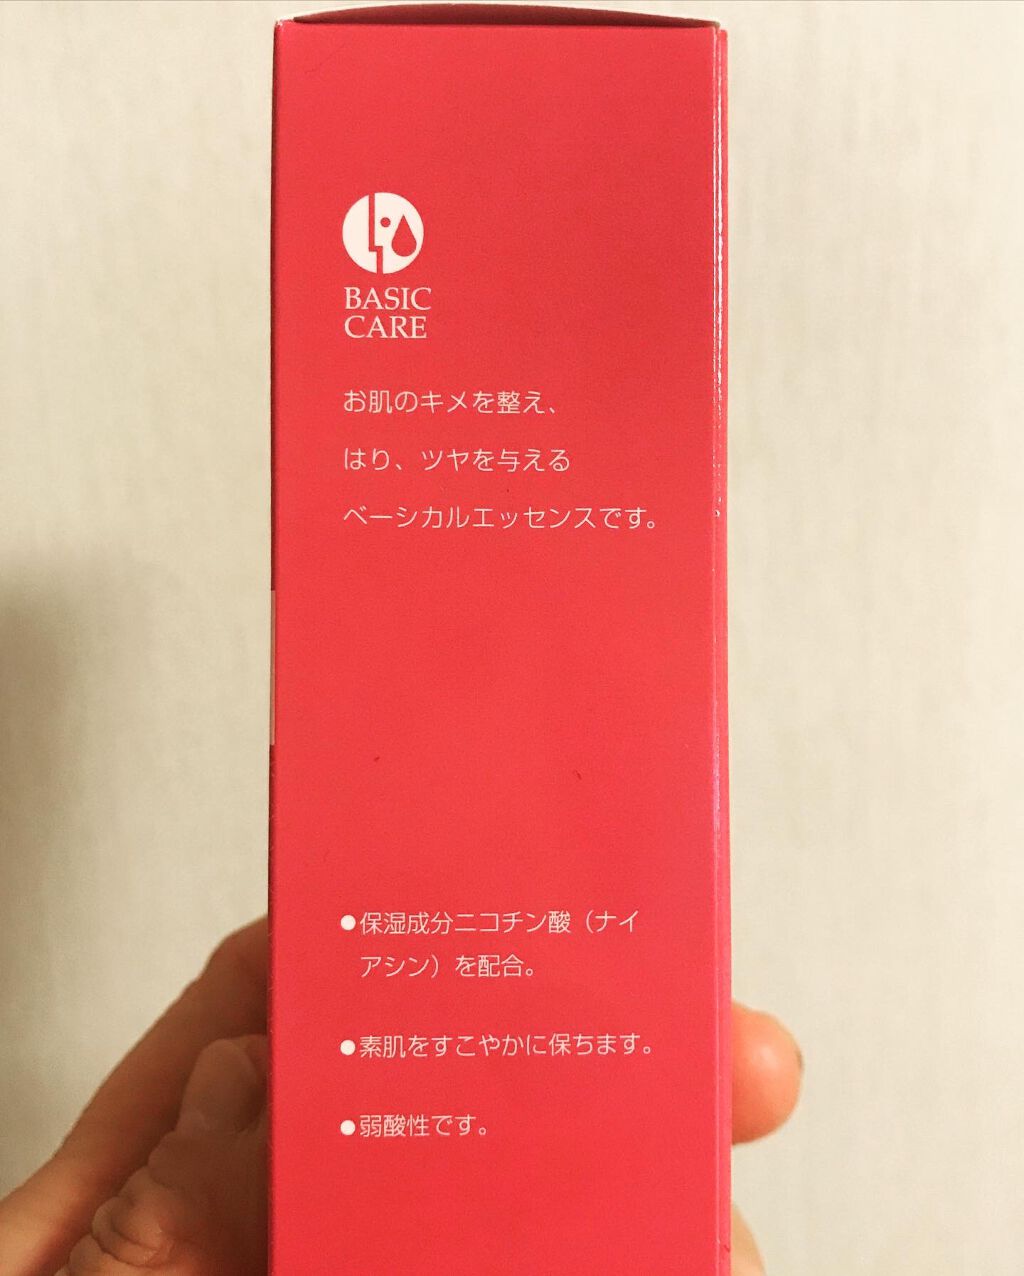 BASIC
CARE
お肌のキメを整え、
はり、ツヤを与える
ベーシカルエッセンスです。
●保湿成分ニコチン酸（ナイ
アシン）を配合。
●素肌をすこやかに保ちます。
●弱酸性です。